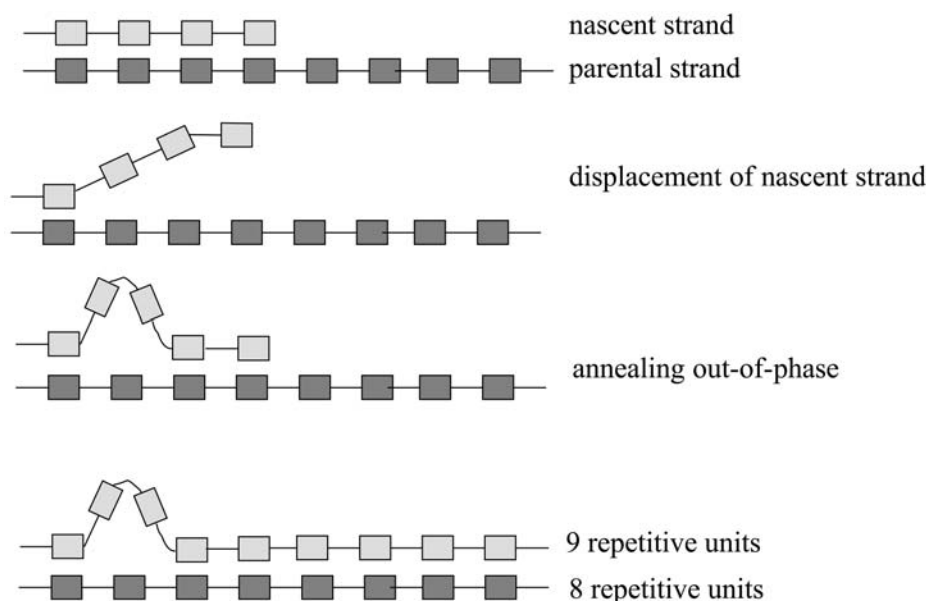 nascent strand
parental strand
displacement of nascent strand
annealing out-of-phase
9 repetitive units
8 repetitive units